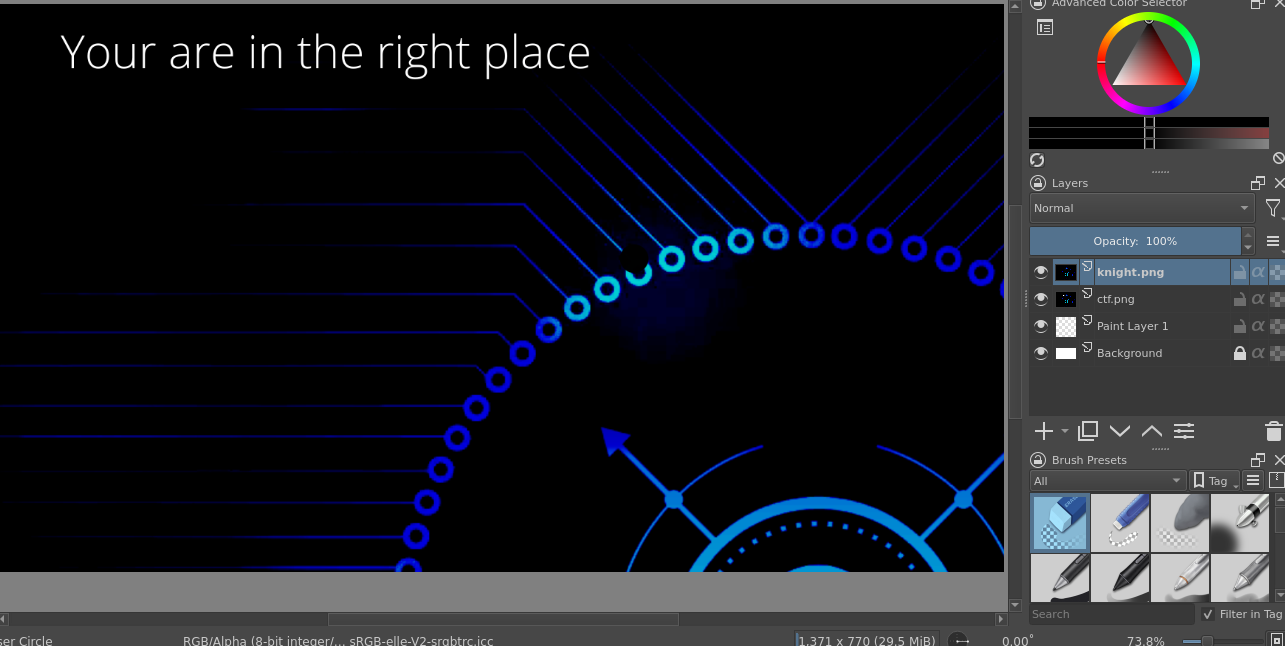 Advanced Color Selector
Your are in the right place
Layers
Normal
Opacity: 100%
knight.png
ctf.png
Paint Layer 1
Background
Brush Presets
All
Tag
Search
Filter in Tag
ser Circle
RGB/Alpha (8-bit integer/... sRGB-elle-V2-srgbtrc.icc
1,371 x 770 (29.5 MiB)
0.00°
73.8%